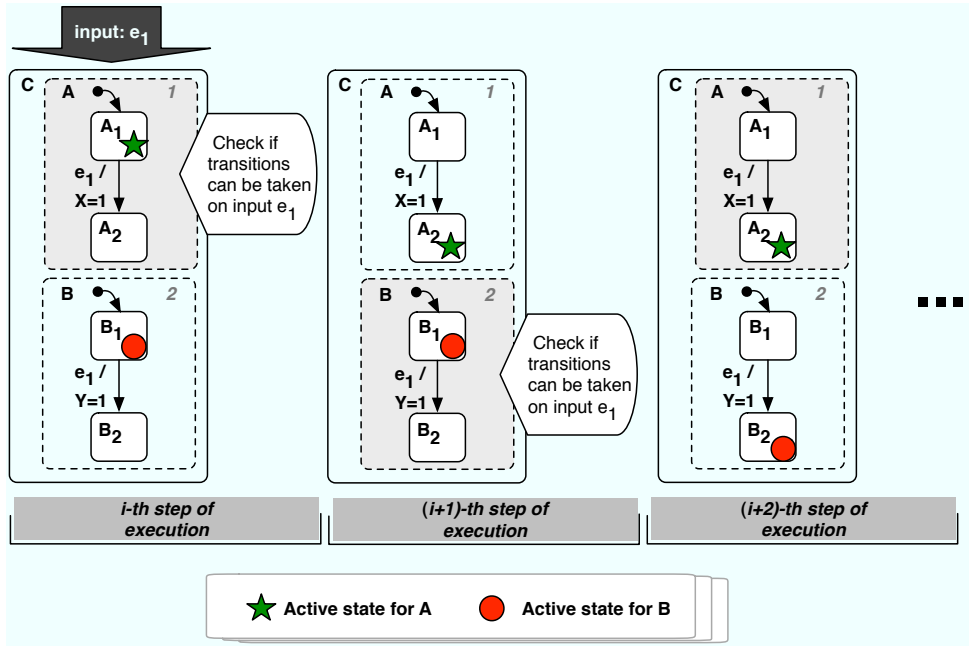 input: e1
C
A
1
A1
e1 /
X=1
A2
B
2
B1
e1 /
Y=1
B2
Check if
transitions
can be taken
on input e1
i-th step of
execution
C
A
1
A1
e1 /
X=1
A2
B
2
B1
e1 /
Y=1
B2
Check if
transitions
can be taken
on input e1
(i+1)-th step of
execution
C
A
1
A1
e1 /
X=1
A2
B
2
B1
e1 /
Y=1
B2
(i+2)-th step of
execution
Active state for A
Active state for B